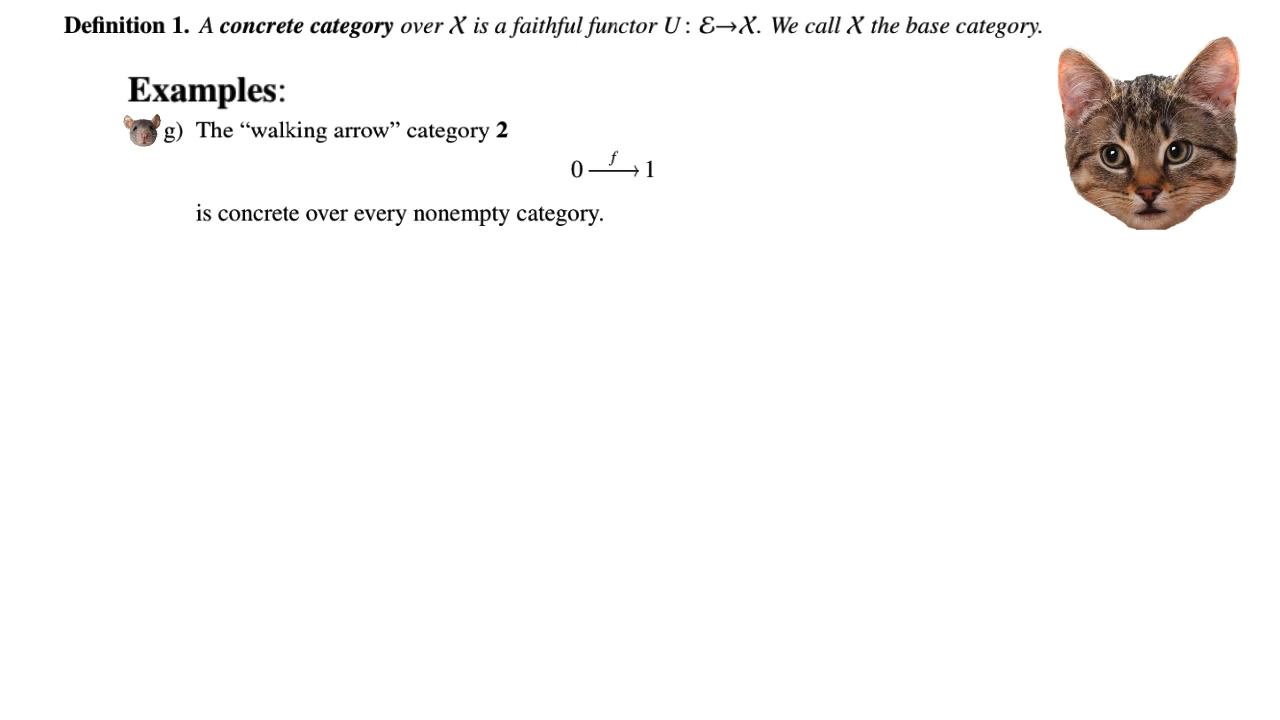 Definition 1. A concrete category over X is a faithful functor U : Ɛ→X. We call X the base category.
Examples:
g) The “walking arrow” category 2
0 —f→ 1
is concrete over every nonempty category.